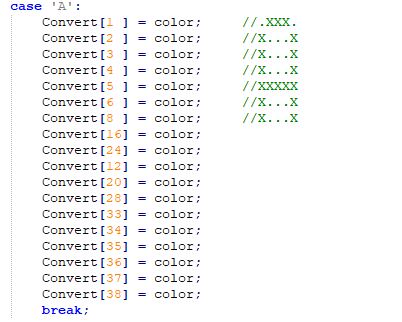 case 'A':
Convert[1 ] = color; //.XXX.
Convert[2 ] = color; //X...X
Convert[3 ] = color; //X...X
Convert[4 ] = color; //X...X
Convert[5 ] = color; //XXXXX
Convert[6 ] = color; //X...X
Convert[8 ] = color; //X...X
Convert[16] = color;
Convert[24] = color;
Convert[12] = color;
Convert[20] = color;
Convert[28] = color;
Convert[33] = color;
Convert[34] = color;
Convert[35] = color;
Convert[36] = color;
Convert[37] = color;
Convert[38] = color;
break;